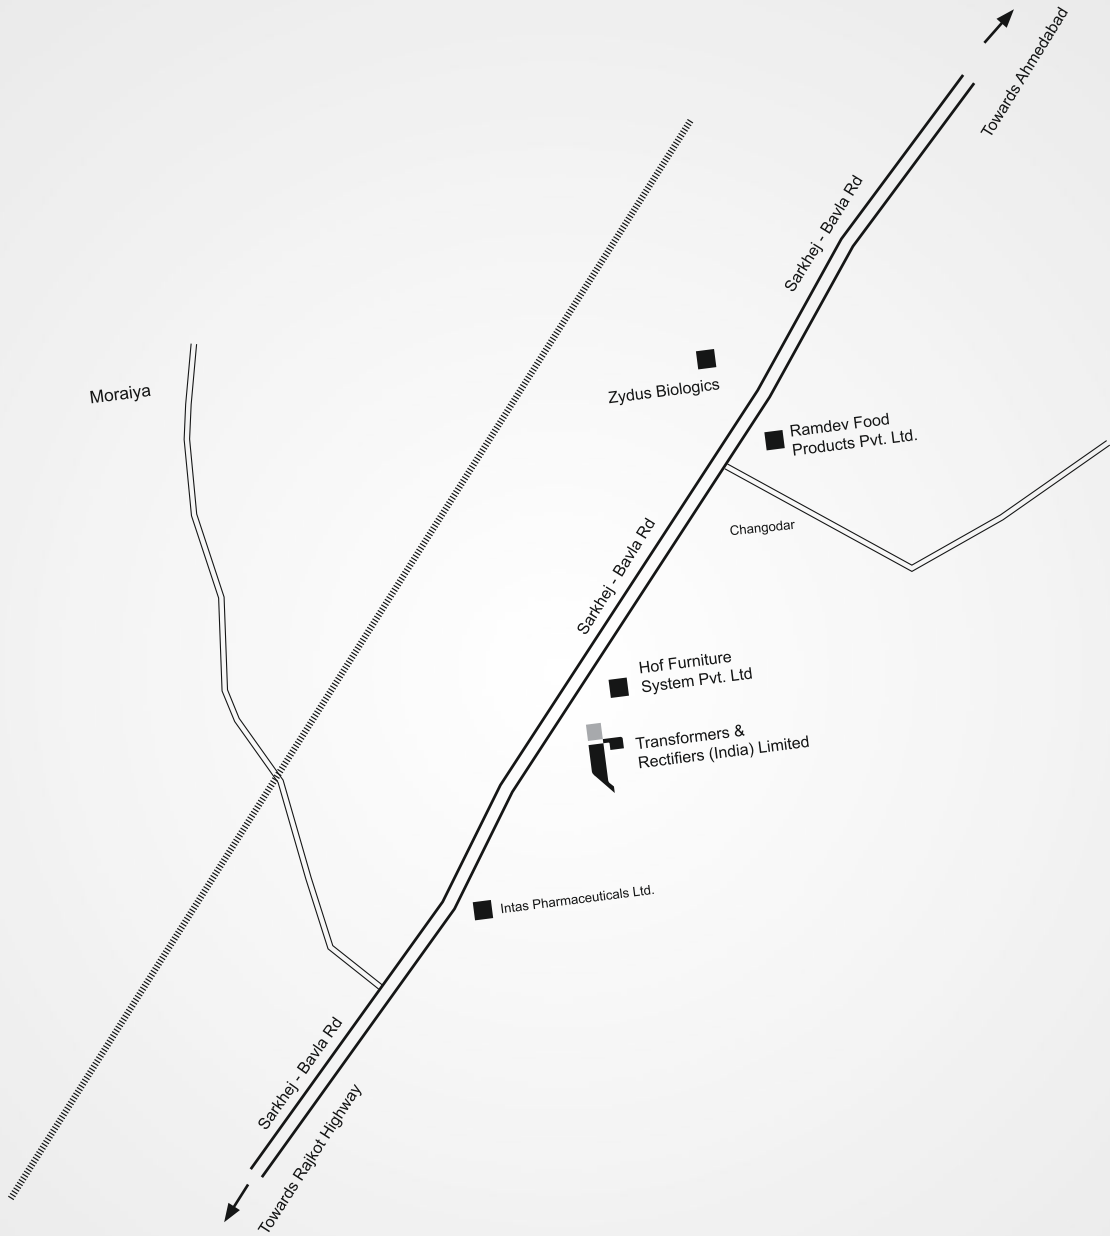 Towards Ahmedabad
Sarkhej - Bavla Rd
Moraiya
Zydus Biologics
Ramdev Food
Products Pvt. Ltd.
Changodar
Sarkhej - Bavla Rd
Hof Furniture
System Pvt. Ltd
Transformers &
Rectifiers (India) Limited
Intas Pharmaceuticals Ltd.
Sarkhej - Bavla Rd
Towards Rajkot Highway